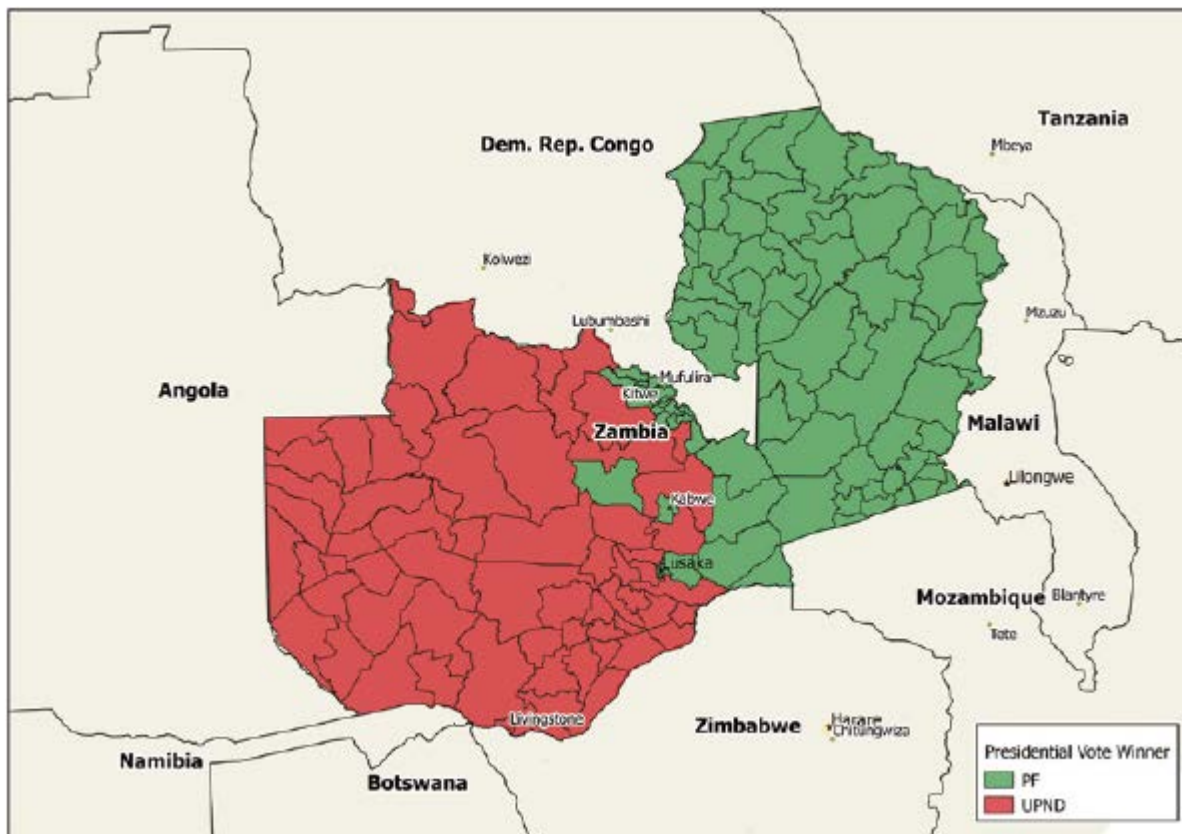 Tanzania
Mbeya
Dem. Rep. Congo
Kolwezi
Lubumbashi
Mzuzu
Angola
Mufulira
Kitwe
Zambia
Malawi
Lilongwe
Kabwe
Lusaka
Mozambique
Blantyre
Tete
Livingstone
Zimbabwe
Harare
Chitungwiza
Namibia
Botswana
Presidential Vote Winner
PF
UPND